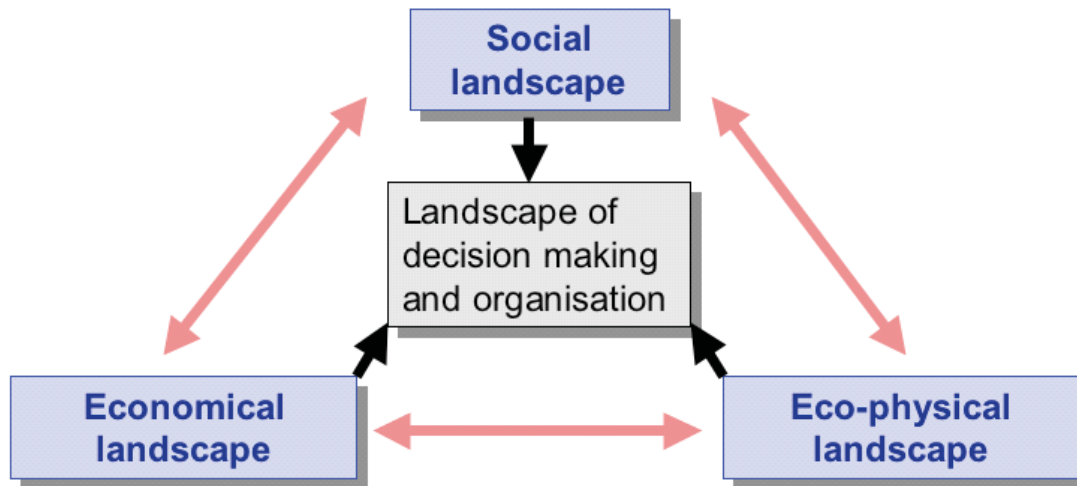 Social
landscape
Landscape of
decision making
and organisation
Economical
landscape
Eco-physical
landscape